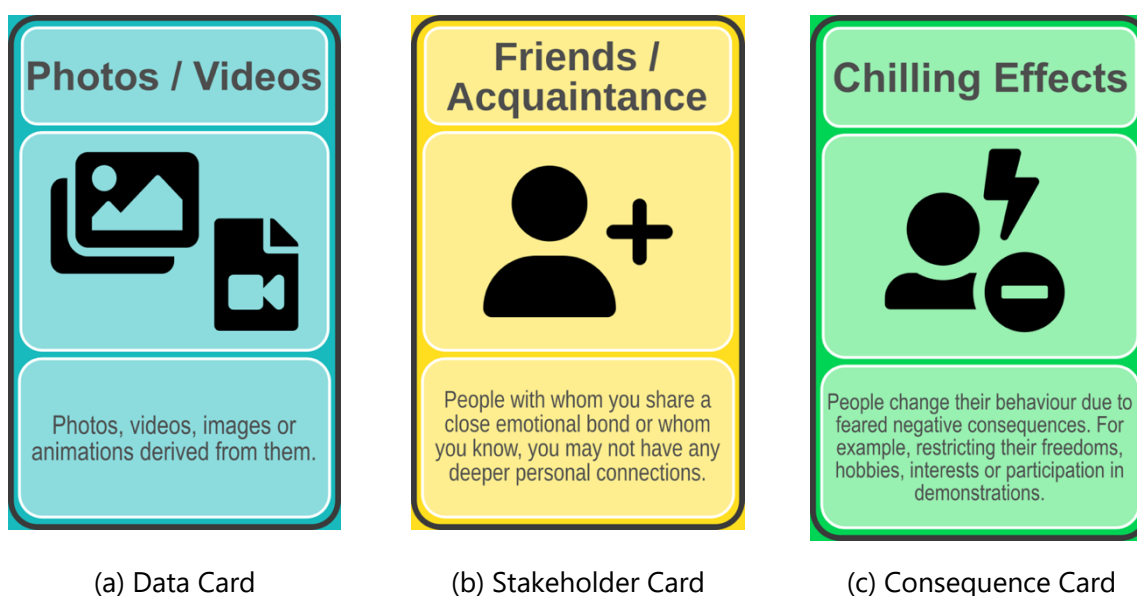 Photos / Videos
Photos, videos, images or
animations derived from them.
(a) Data Card
Friends /
Acquaintance
People with whom you share a
close emotional bond or whom
you know, you may not have any
deeper personal connections.
(b) Stakeholder Card
Chilling Effects
People change their behaviour due to
feared negative consequences. For
example, restricting their freedoms,
hobbies, interests or participation in
demonstrations.
(c) Consequence Card